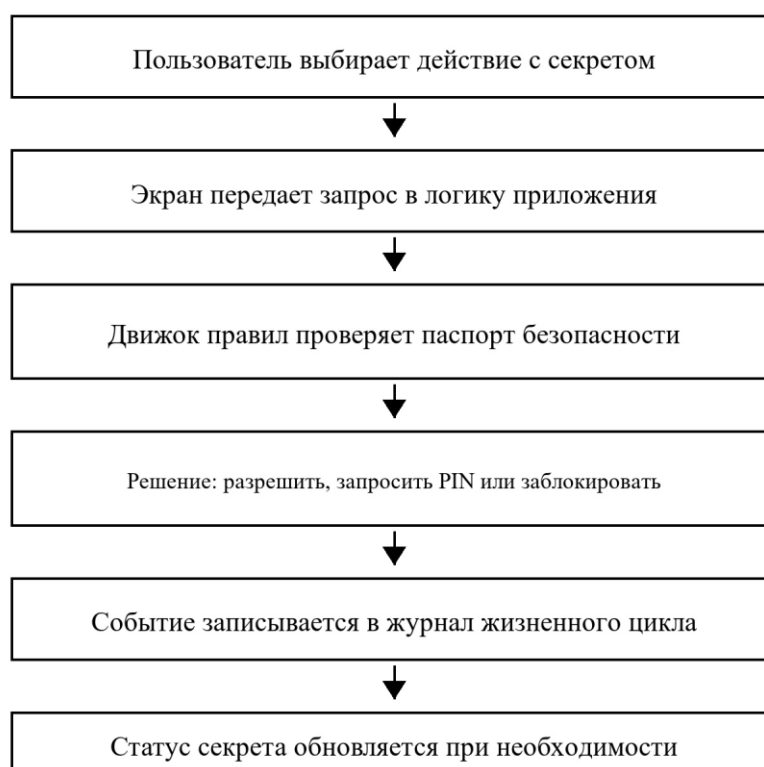 Пользователь выбирает действие с секретом
Экран передает запрос в логику приложения
Движок правил проверяет паспорт безопасности
Решение: разрешить, запросить PIN или заблокировать
Событие записывается в журнал жизненного цикла
Статус секрета обновляется при необходимости